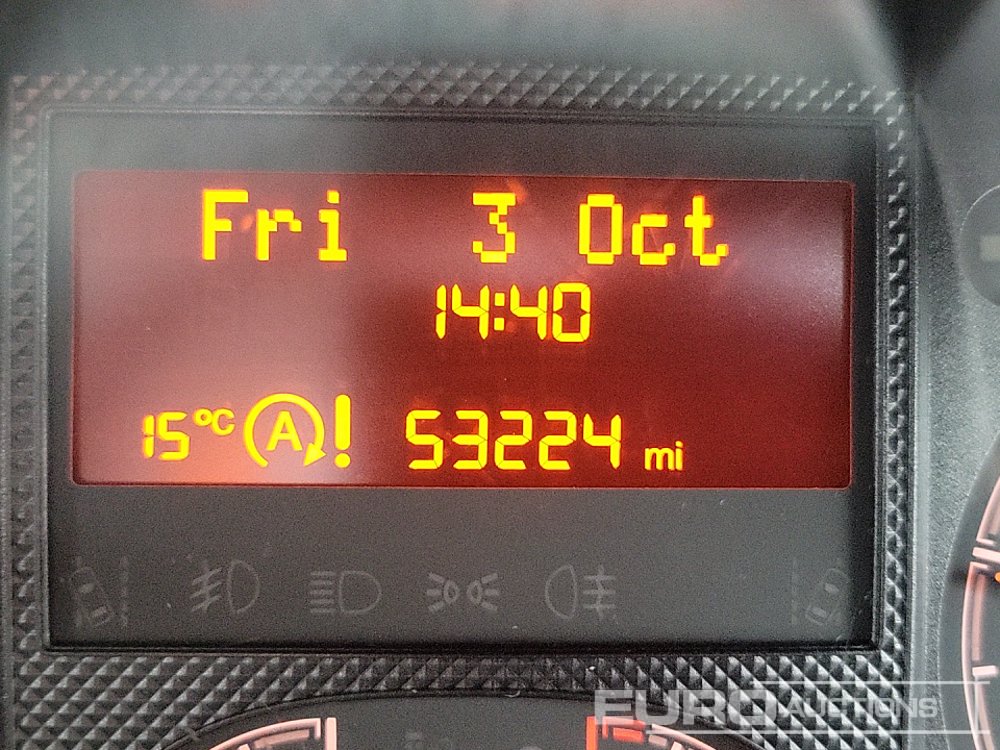 Fri 3 Oct
14:40
15 °C A ! 53224 mi
EURO AUCTIONS